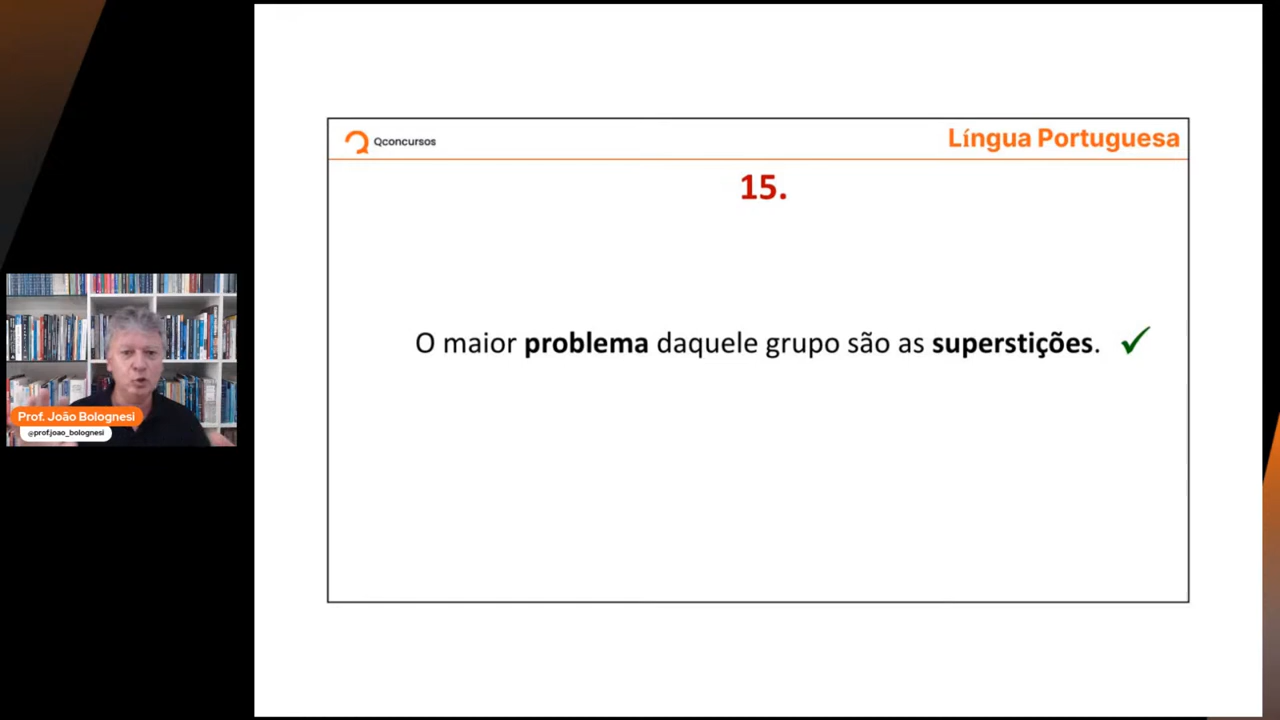 Qconcursos
Língua Portuguesa
15.
O maior problema daquele grupo são as superstições. ✓
Prof. João Bolognesi
@prof.joao_bolognesi